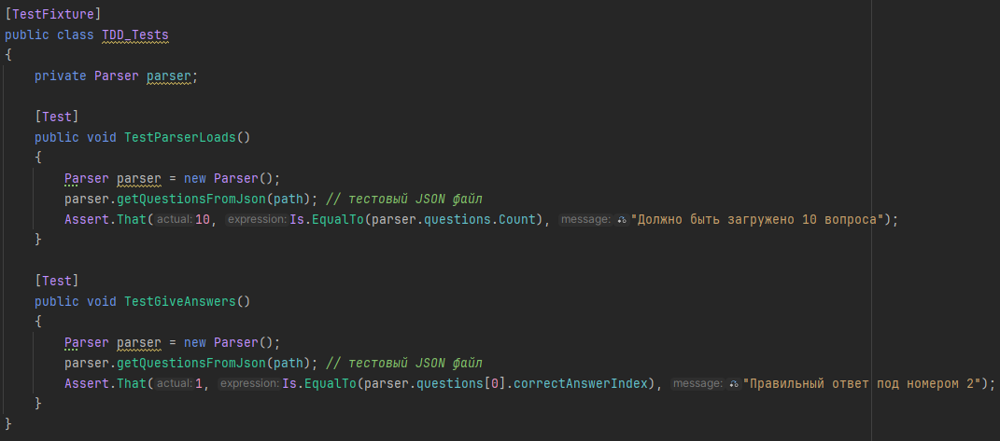 [TestFixture]
public class TDD_Tests
{
private Parser parser;
[Test]
public void TestParserLoads()
{
Parser parser = new Parser();
parser.getQuestionsFromJson(path); // тестовый JSON файл
Assert.That( actual: 10, expression: Is.EqualTo(parser.questions.Count), message: "Должно быть загружено 10 вопроса");
}
[Test]
public void TestGiveAnswers()
{
Parser parser = new Parser();
parser.getQuestionsFromJson(path); // тестовый JSON файл
Assert.That( actual: 1, expression: Is.EqualTo(parser.questions[0].correctAnswerIndex), message: "Правильный ответ под номером 2");
}
}